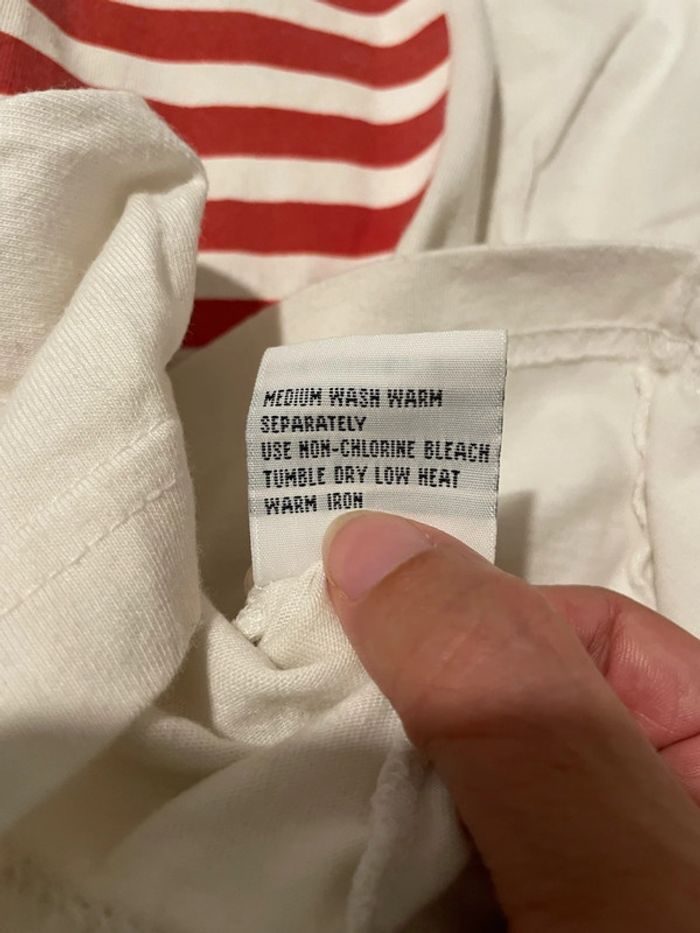 MEDIUM WASH WARM
SEPARATELY
USE NON-CHLORINE BLEACH
TUMBLE DRY LOW HEAT
WARM IRON